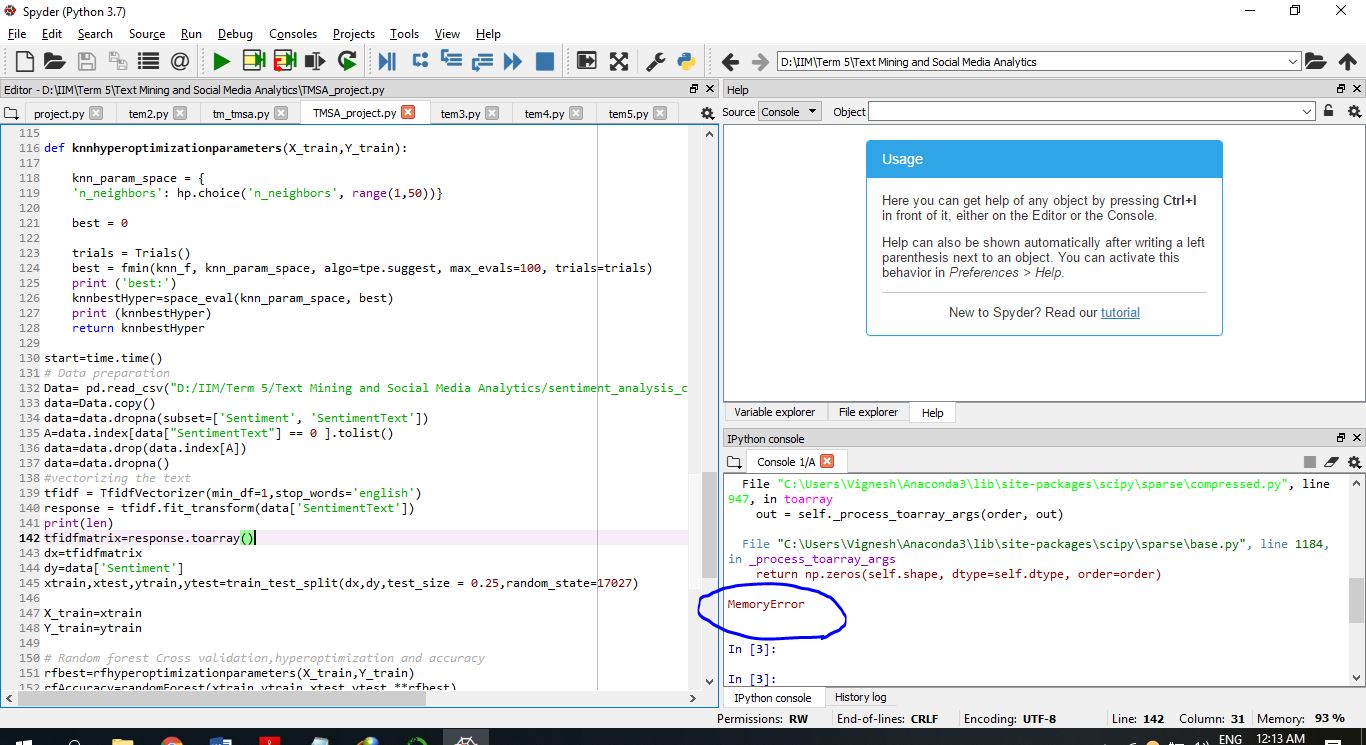 Spyder (Python 3.7)
File Edit Search Source Run Debug Consoles Projects Tools View Help
D:\IIM\Term 5\Text Mining and Social Media Analytics
Editor - D:\IIM\Term 5\Text Mining and Social Media Analytics\TMSA_project.py
project.py tem2.py tm_tmsa.py TMSA_project.py tem3.py tem4.py tem5.py
115
116 def knnhyperoptimizationparameters(X_train,Y_train):
117
118 knn_param_space = {
119 'n_neighbors': hp.choice('n_neighbors', range(1,50))}
120
121 best = 0
122
123 trials = Trials()
124 best = fmin(knn_f, knn_param_space, algo=tpe.suggest, max_evals=100, trials=trials)
125 print ('best:')
126 knnbestHyper=space_eval(knn_param_space, best)
127 print (knnbestHyper)
128 return knnbestHyper
129
130 start=time.time()
131 # Data preparation
132 Data= pd.read_csv("D:/IIM/Term 5/Text Mining and Social Media Analytics/sentiment_analysis_c
133 data=Data.copy()
134 data=data.dropna(subset=['Sentiment', 'SentimentText'])
135 A=data.index[data["SentimentText"] == 0 ].tolist()
136 data=data.drop(data.index[A])
137 data=data.dropna()
138 #vectorizing the text
139 tfidf = TfidfVectorizer(min_df=1,stop_words='english')
140 response = tfidf.fit_transform(data['SentimentText'])
141 print(len)
142 tfidfmatrix=response.toarray()
143 dx=tfidfmatrix
144 dy=data['Sentiment']
145 xtrain,xtest,ytrain,ytest=train_test_split(dx,dy,test_size = 0.25,random_state=17027)
146
147 X_train=xtrain
148 Y_train=ytrain
149
150 # Random forest Cross validation,hyperoptimization and accuracy
151 rfbest=rfhyperoptimizationparameters(X_train,Y_train)
152 rfAccuracy=randomForest(xtrain,ytrain,xtest,ytest,**rfbest)
Help
Source Console Object
Usage
Here you can get help of any object by pressing Ctrl+I
in front of it, either on the Editor or the Console.
Help can also be shown automatically after writing a left
parenthesis next to an object. You can activate this
behavior in Preferences > Help.
New to Spyder? Read our tutorial
Variable explorer File explorer Help
IPython console
Console 1/A
File "C:\Users\Vignesh\Anaconda3\lib\site-packages\scipy\sparse\compressed.py", line
947, in toarray
out = self._process_toarray_args(order, out)
File "C:\Users\Vignesh\Anaconda3\lib\site-packages\scipy\sparse\base.py", line 1184,
in _process_toarray_args
return np.zeros(self.shape, dtype=self.dtype, order=order)
MemoryError
In [3]:
In [3]:
IPython console History log
Permissions: RW End-of-lines: CRLF Encoding: UTF-8 Line: 142 Column: 31 Memory: 93 %
ENG 12:13 AM